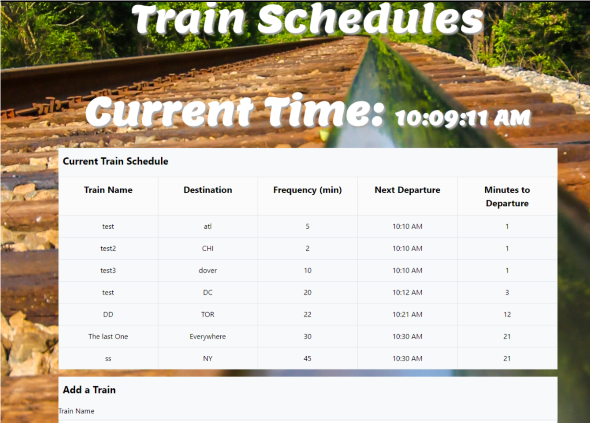 Train Schedules
Current Time: 10:09:11 AM
Current Train Schedule
Train Name Destination Frequency (min) Next Departure Minutes to Departure
test atl 5 10:10 AM 1
test2 CHI 2 10:10 AM 1
test3 dover 10 10:10 AM 1
test DC 20 10:12 AM 3
DD TOR 22 10:21 AM 12
The last One Everywhere 30 10:30 AM 21
ss NY 45 10:30 AM 21
Add a Train
Train Name